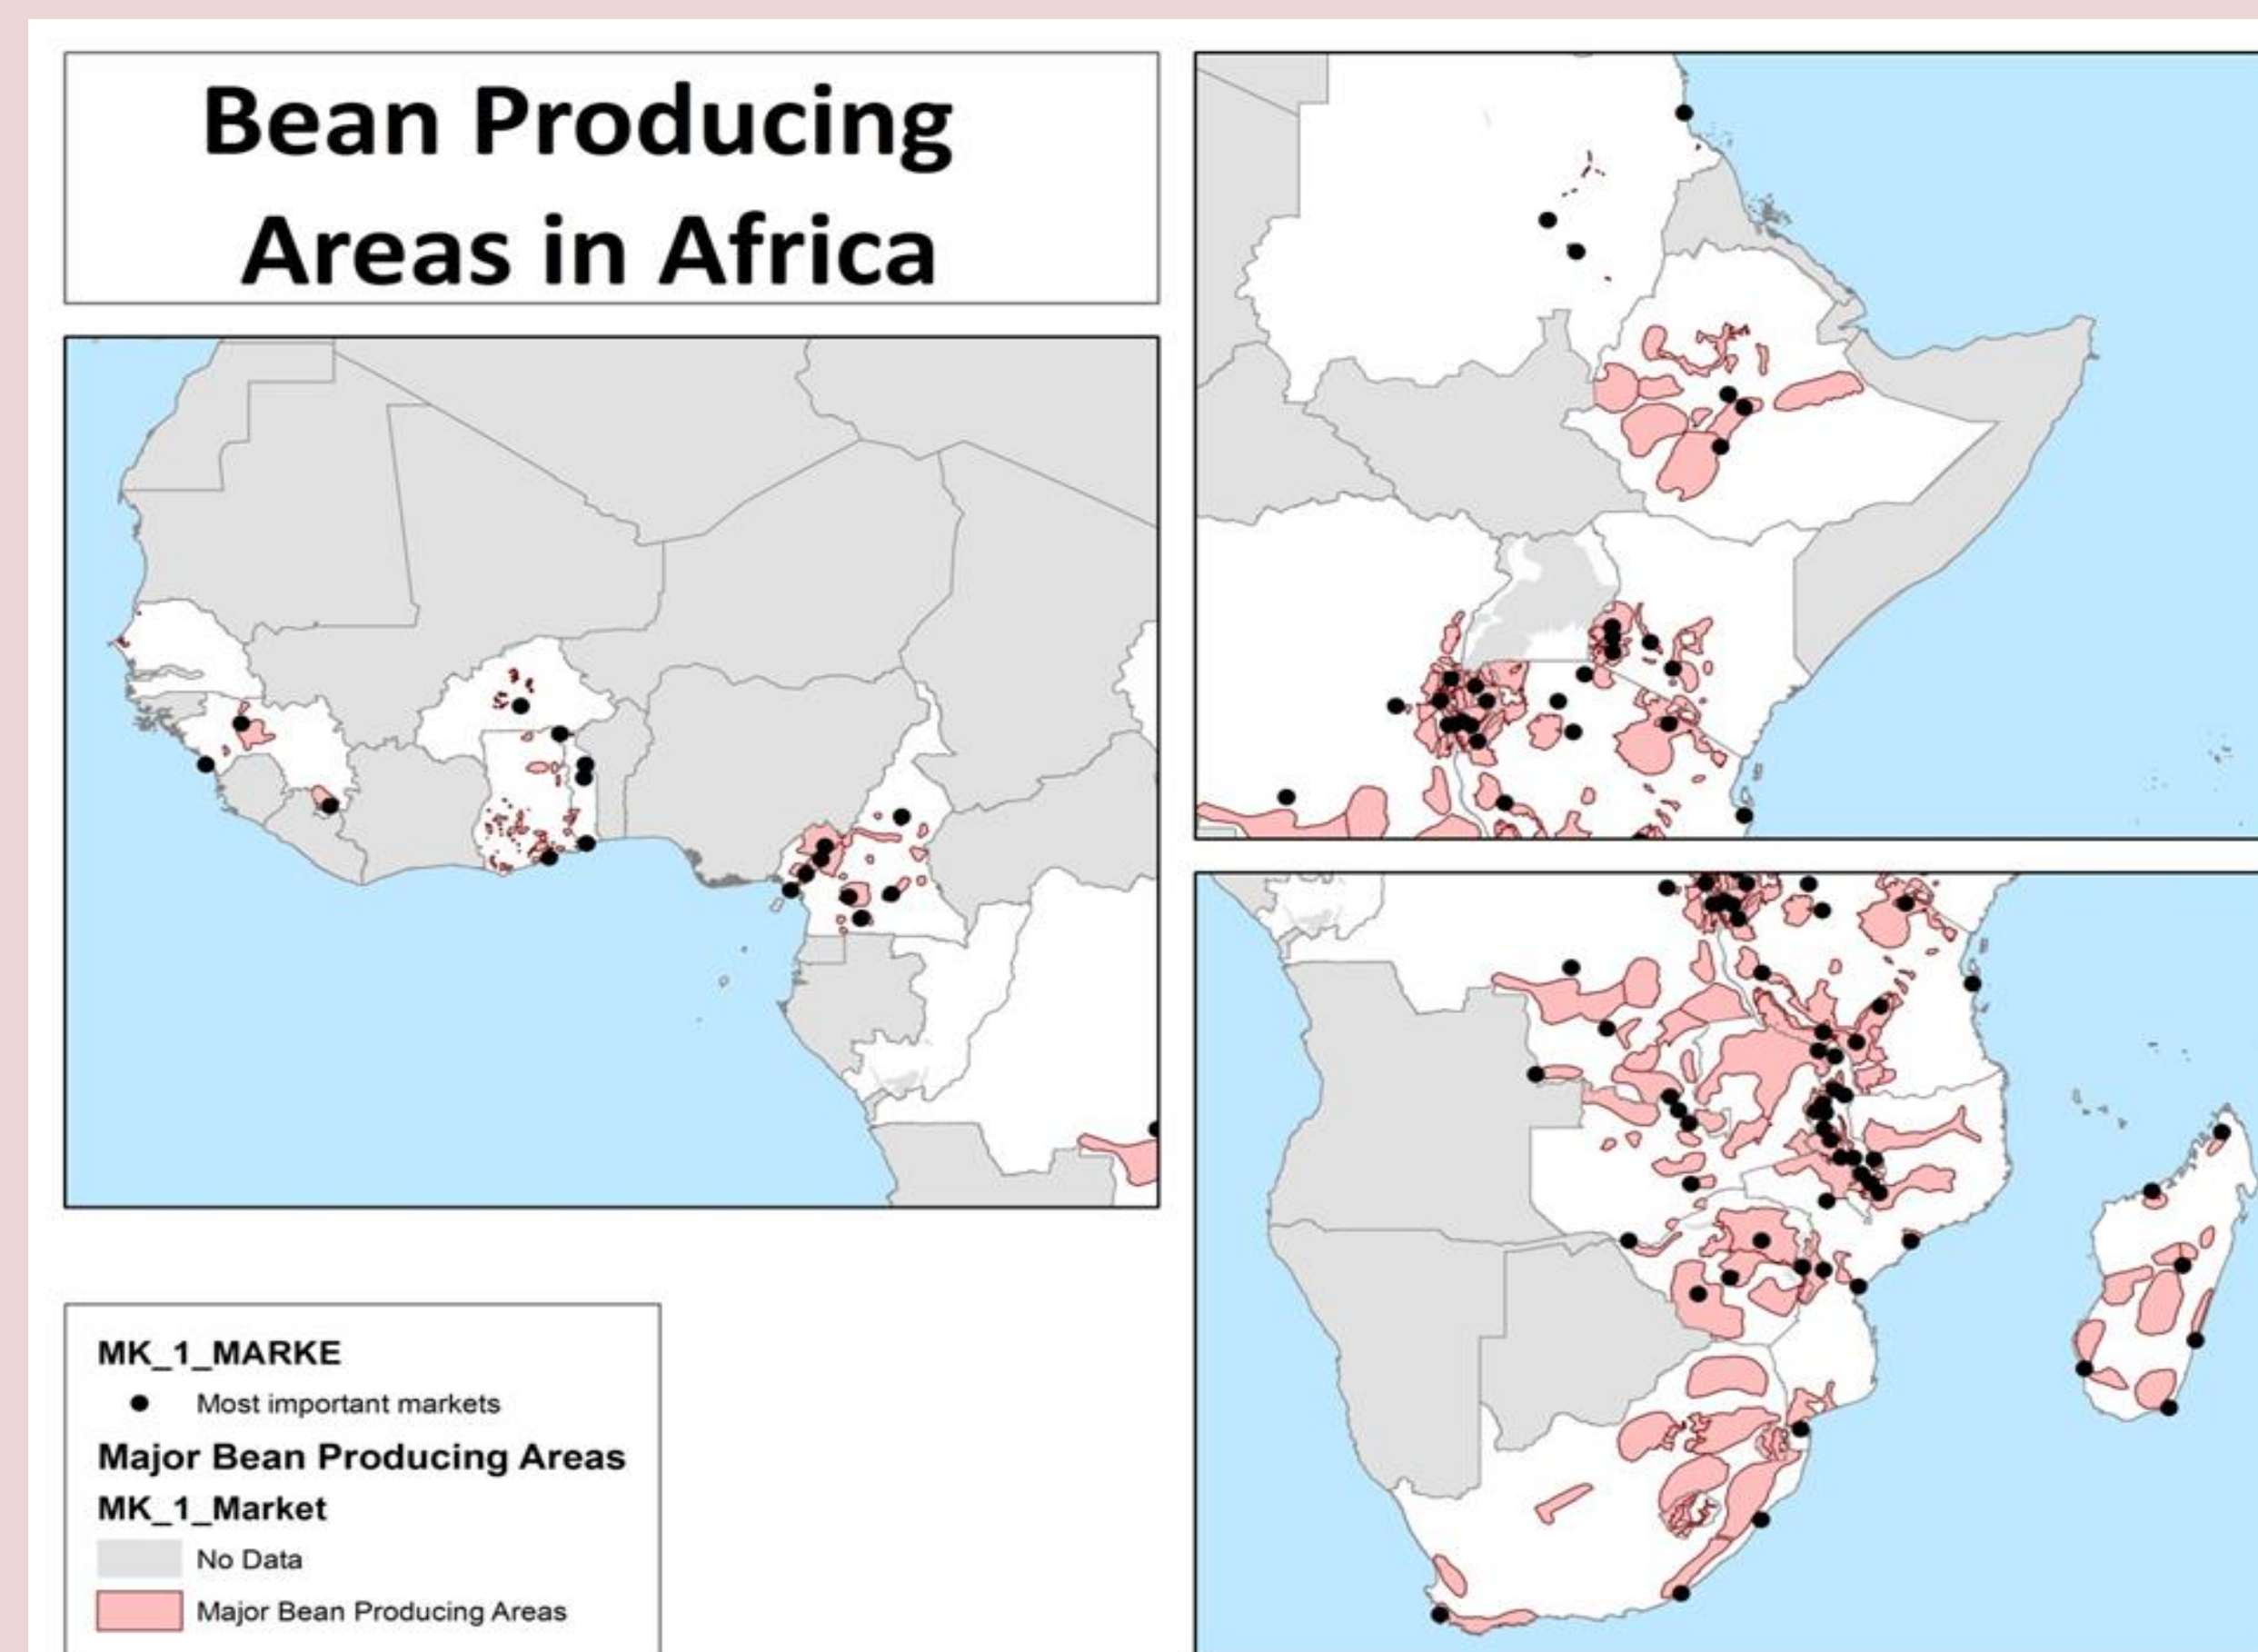 Bean Producing
Areas in Africa
MK_1_MARKE
Most important markets
Major Bean Producing Areas
MK_1_Market
No Data
Major Bean Producing Areas